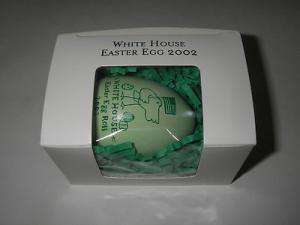 WHITE HOUSE
EASTER EGG 2002
WHITE HOUSE
Easter Egg Roll